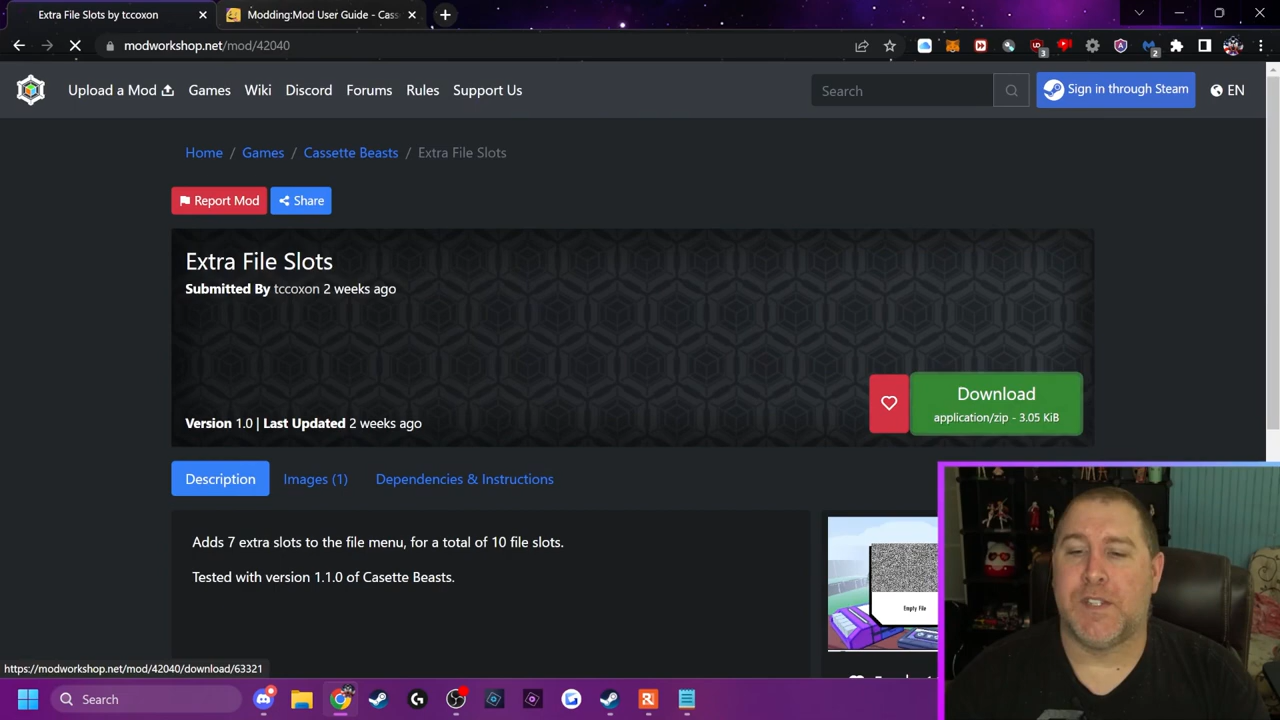 Extra File Slots by tccoxon
Modding:Mod User Guide - Cass
modworkshop.net/mod/42040
3
2
Upload a Mod
Games
Wiki
Discord
Forums
Rules
Support Us
Search
Sign in through Steam
EN
Home / Games / Cassette Beasts / Extra File Slots
Report Mod
Share
Extra File Slots
Submitted By tccoxon 2 weeks ago
Version 1.0 | Last Updated 2 weeks ago
Download
application/zip - 3.05 KiB
Description
Images (1)
Dependencies & Instructions
Adds 7 extra slots to the file menu, for a total of 10 file slots.
Tested with version 1.1.0 of Casette Beasts.
Empty File
https://modworkshop.net/mod/42040/download/63321
Search